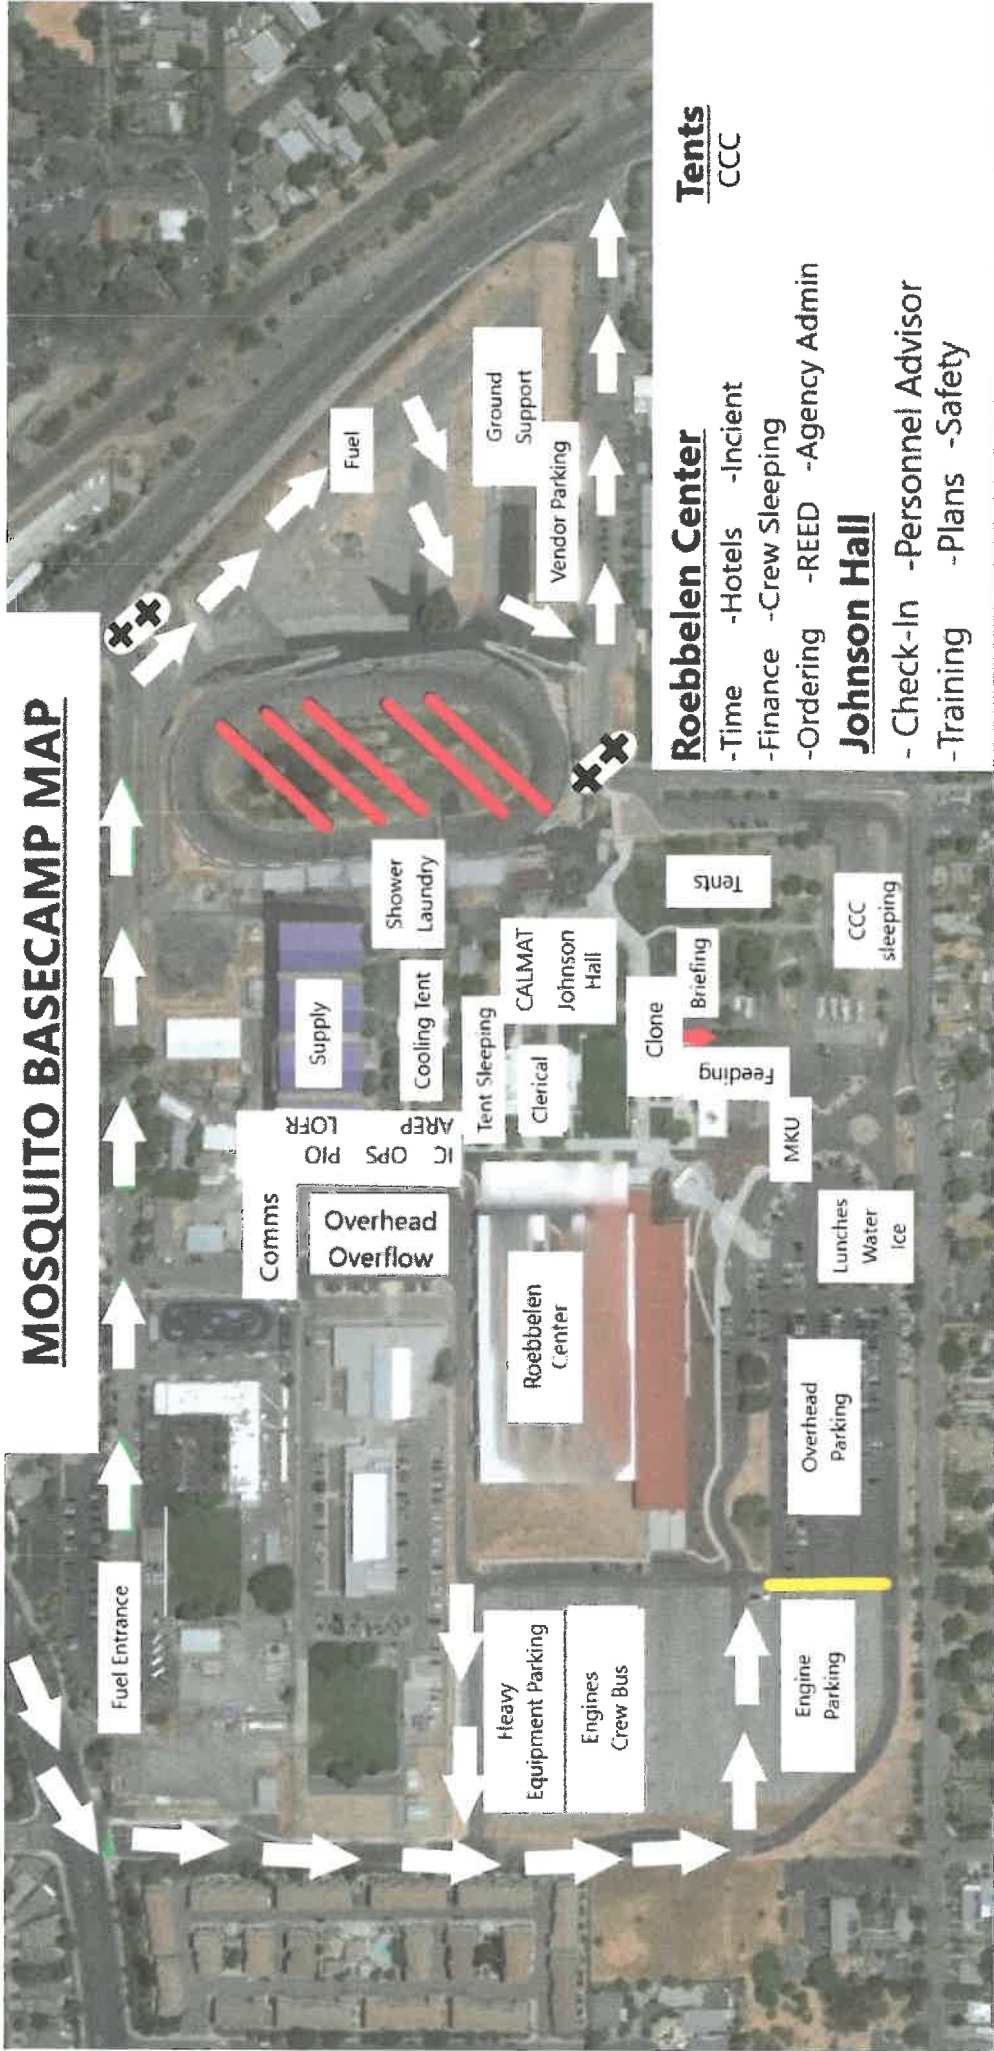 MOSQUITO BASECAMP MAP
Fuel Entrance
Comms
IC OPS PIO
AREP LOFR
Overhead
Overflow
Supply
Cooling Tent
Shower
Laundry
Tent Sleeping
Clerical
CALMAT
Johnson
Hall
Fuel
Ground
Support
Vendor Parking
Heavy
Equipment Parking
Engines
Crew Bus
Roebbelen
Center
Clone
Briefing
Feeding
Tents
MKU
Engine
Parking
Overhead
Parking
Lunches
Water
Ice
CCC
sleeping
Roebbelen Center
-Time -Hotels -Incient
-Finance -Crew Sleeping
-Ordering -REED -Agency Admin
Johnson Hall
- Check-In -Personnel Advisor
-Training -Plans -Safety
Tents
CCC